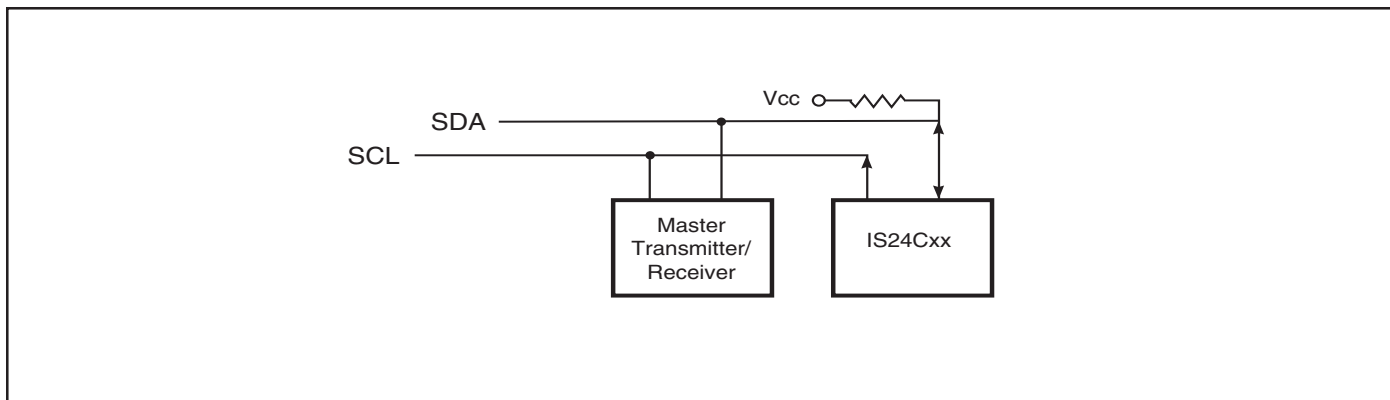 Vcc
SDA
SCL
Master
Transmitter/
Receiver
IS24Cxx